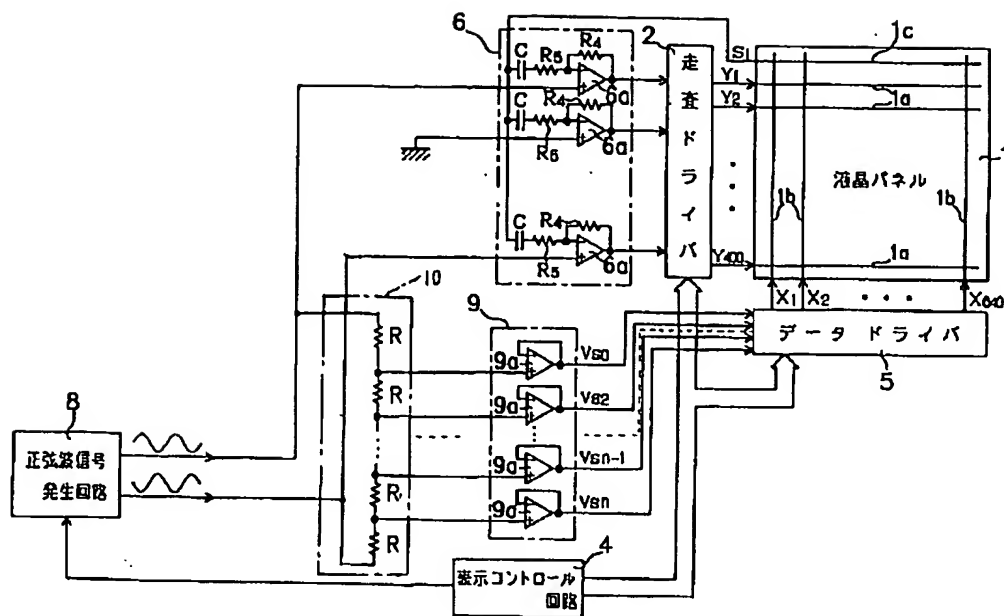 6
C
R5
R4
6a
2
走査ドライバ
S1
1c
Y1
1a
Y2
1
C
R5
R4
6a
液晶パネル
1b
1b
C
R5
R4
6a
Y400
1a
X1
X2
X640
データドライバ
5
10
R
R
R
R
9
9a
VS0
9a
VS2
9a
VSn-1
9a
VSn
8
正弦波信号
発生回路
4
表示コントロール
回路